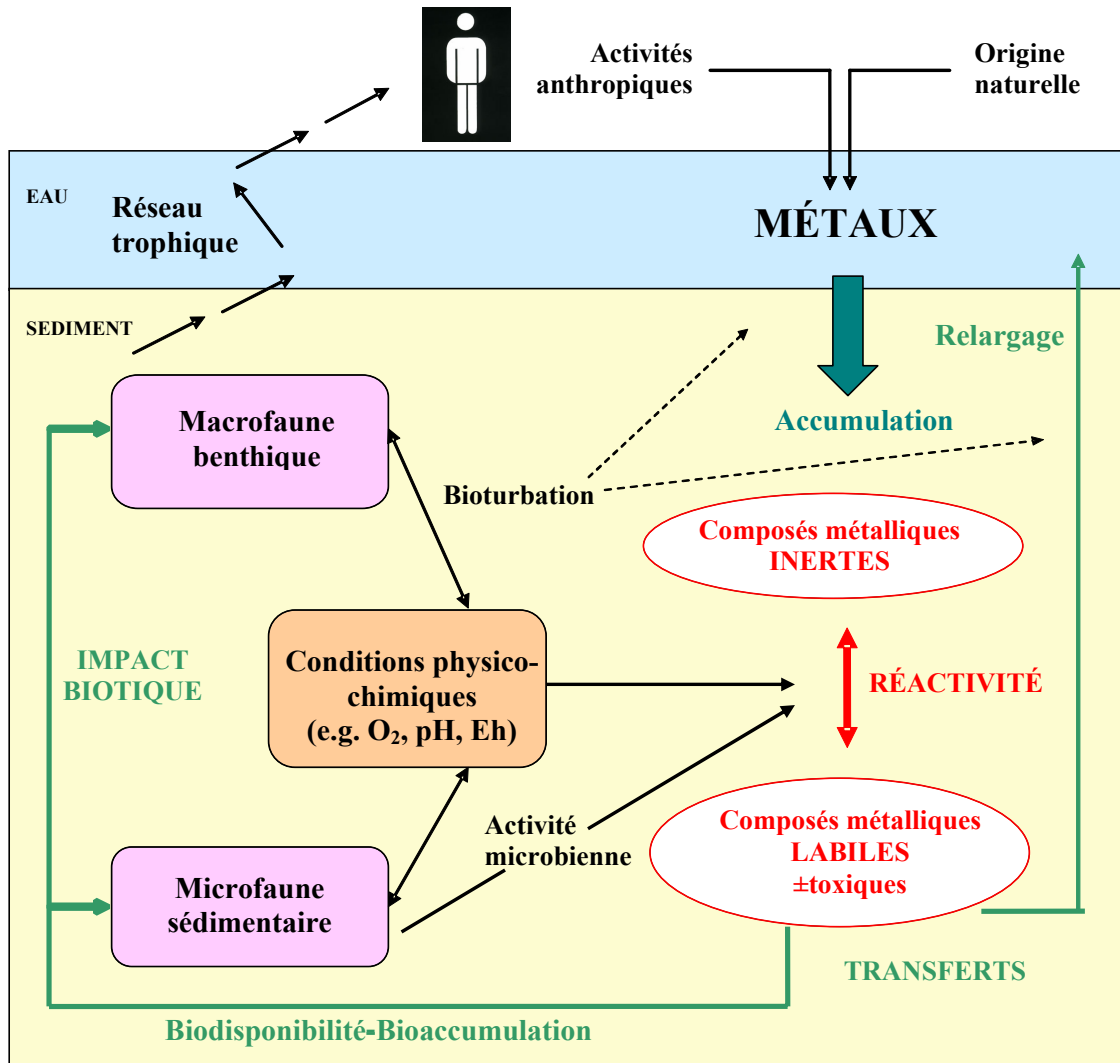 Activités
anthropiques
Origine
naturelle
EAU
Réseau
trophique
MÉTAUX
SEDIMENT
Relargage
Macrofaune
benthique
Accumulation
Bioturbation
Composés métalliques
INERTES
IMPACT
BIOTIQUE
Conditions physico-
chimiques
(e.g. O₂, pH, Eh)
RÉACTIVITÉ
Activité
microbienne
Composés métalliques
LABILES
±toxiques
Microfaune
sédimentaire
TRANSFERTS
Biodisponibilité-Bioaccumulation